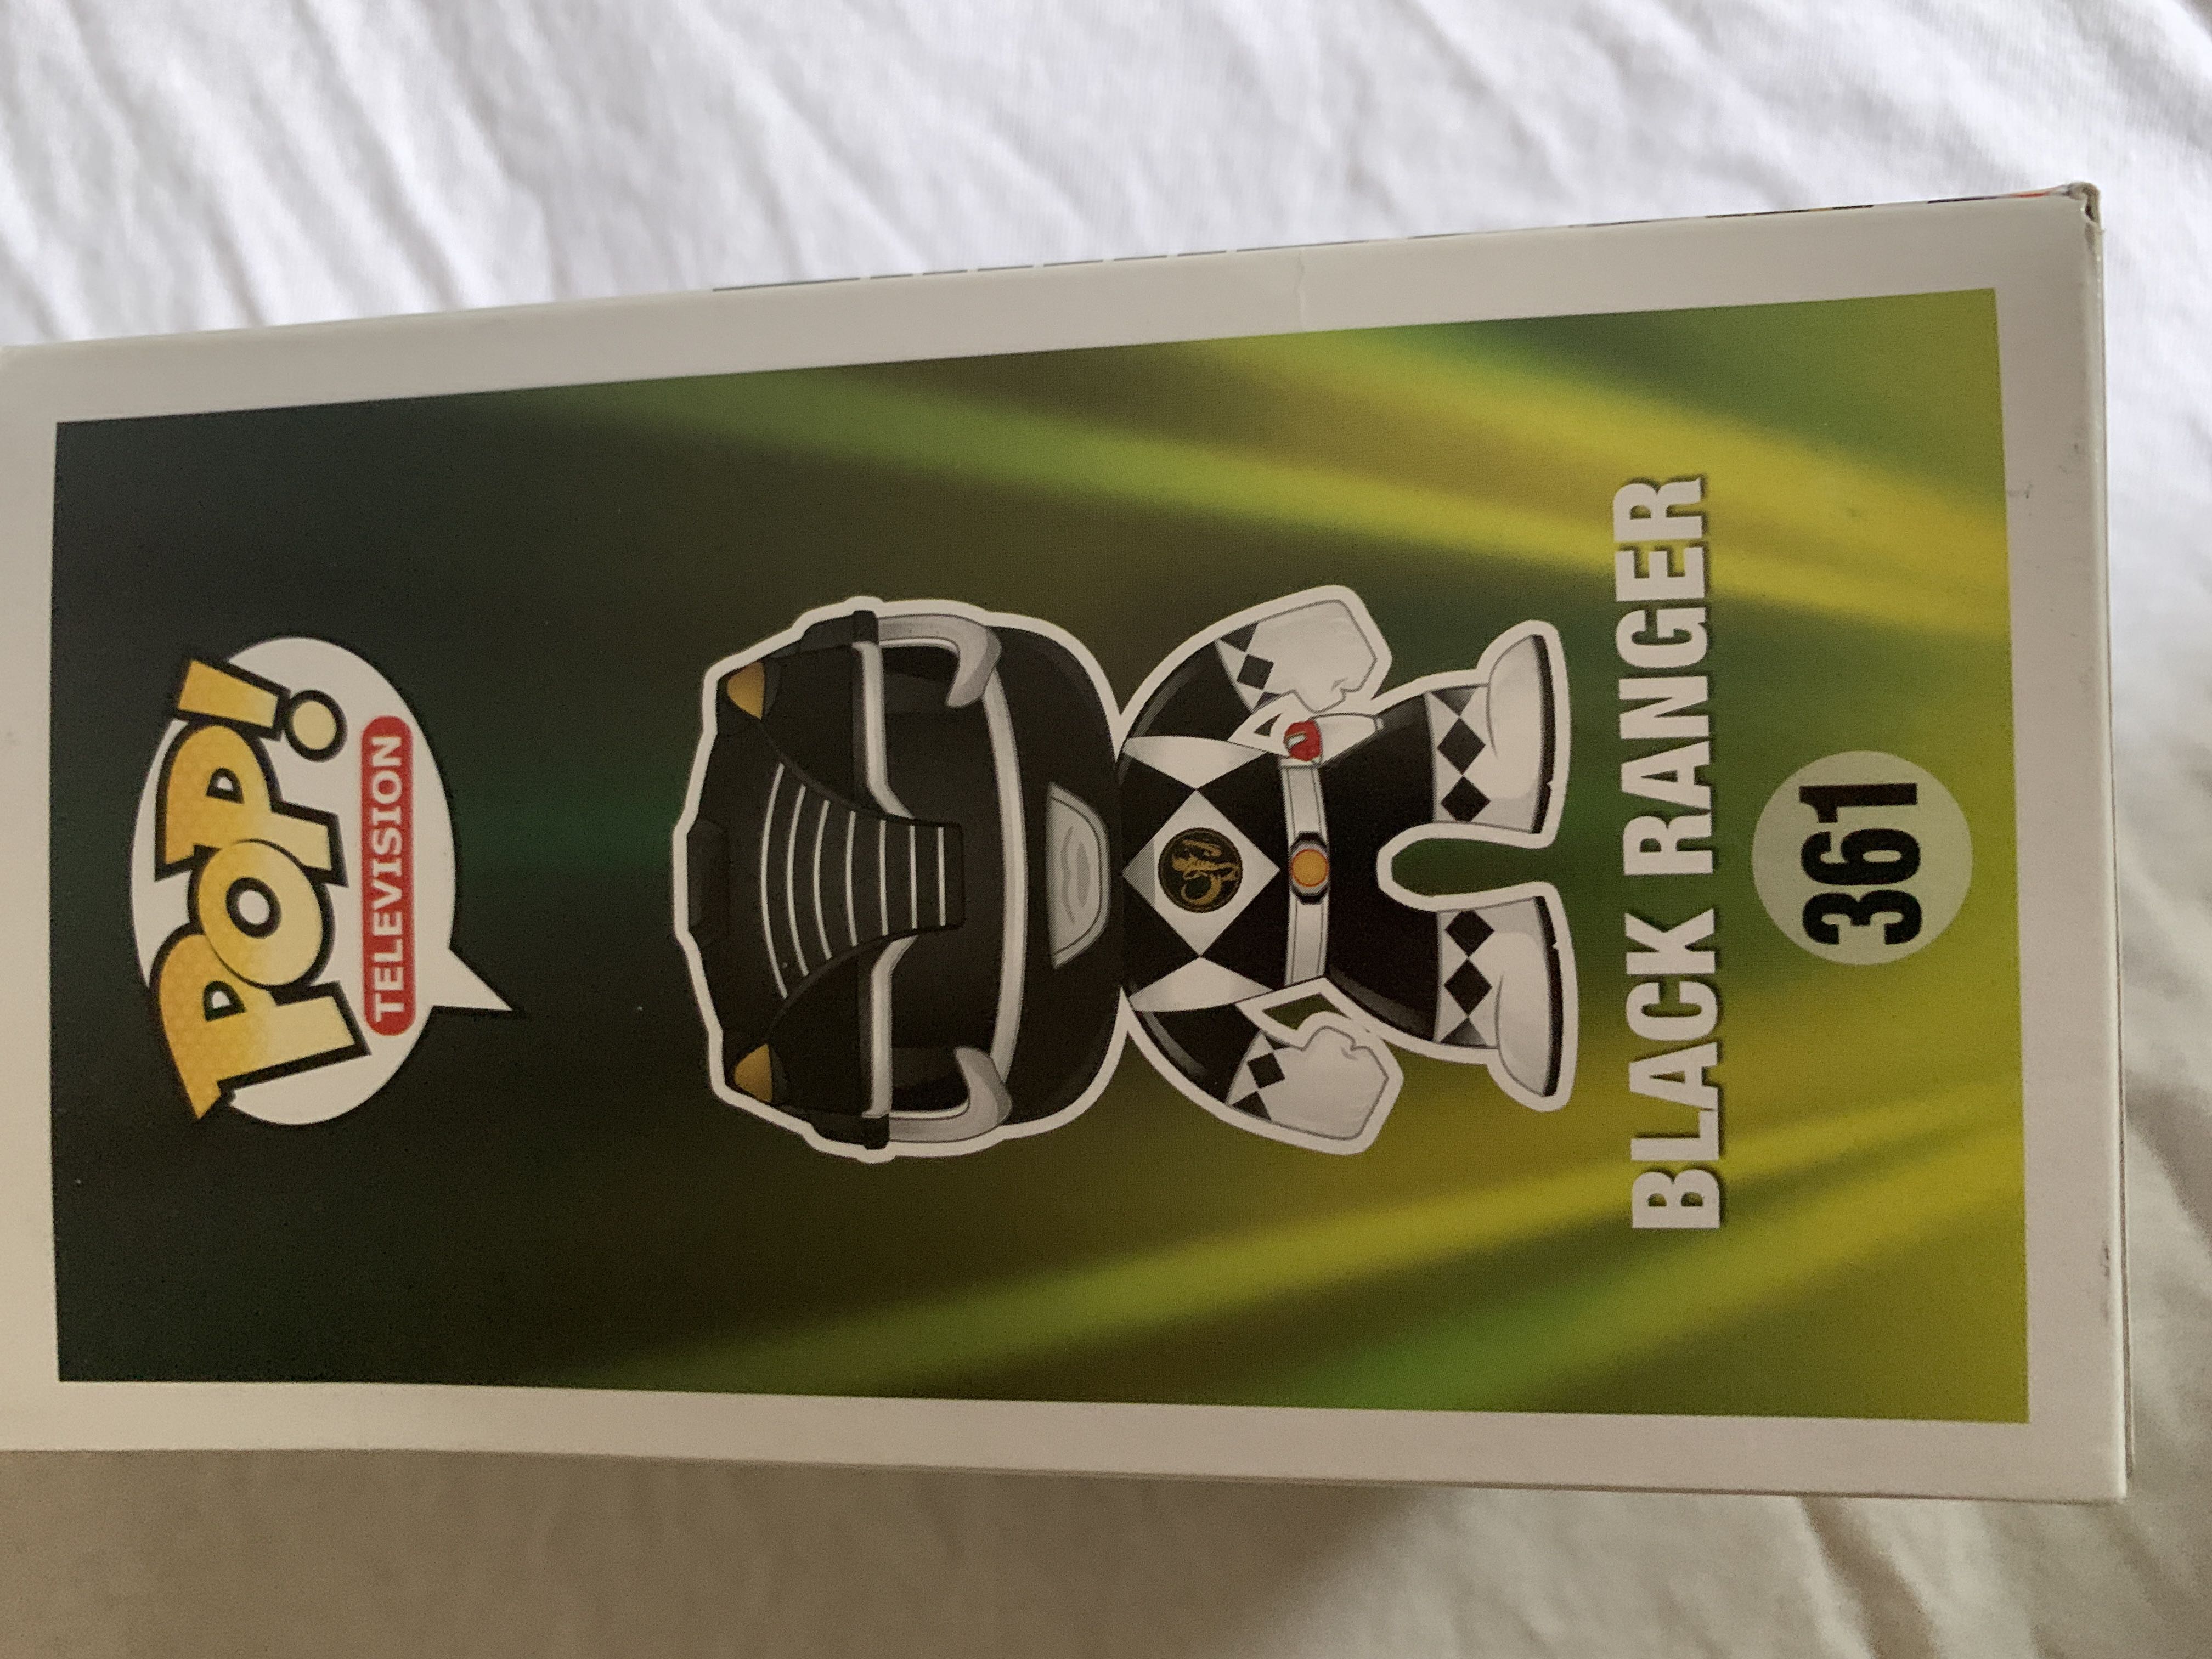 POP!
TELEVISION
BLACK RANGER
361